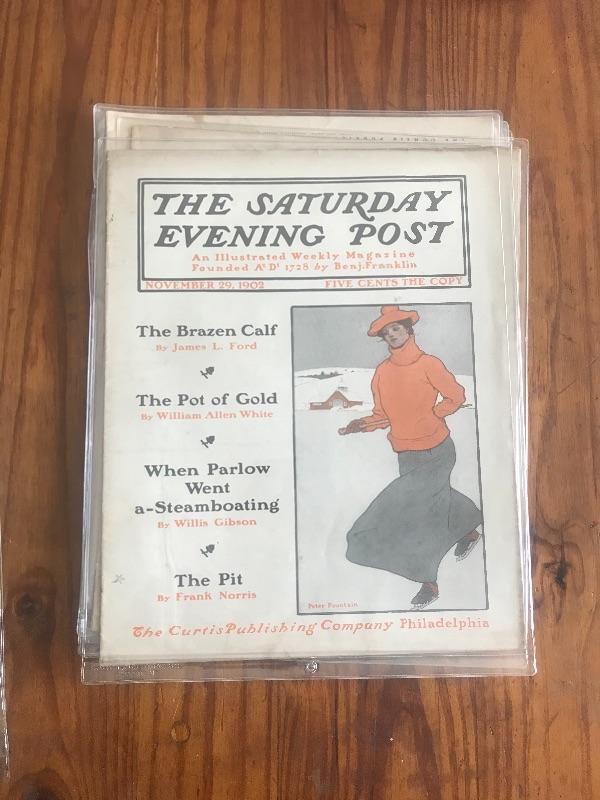 THE SATURDAY
EVENING POST
An Illustrated Weekly Magazine
Founded Aº Dⁱ 1728 by Benj.Franklin
NOVEMBER 29, 1902 FIVE CENTS THE COPY
The Brazen Calf
By James L. Ford
The Pot of Gold
By William Allen White
When Parlow
Went
a-Steamboating
By Willis Gibson
The Pit
By Frank Norris
Peter Fountain
The Curtis Publishing Company Philadelphia